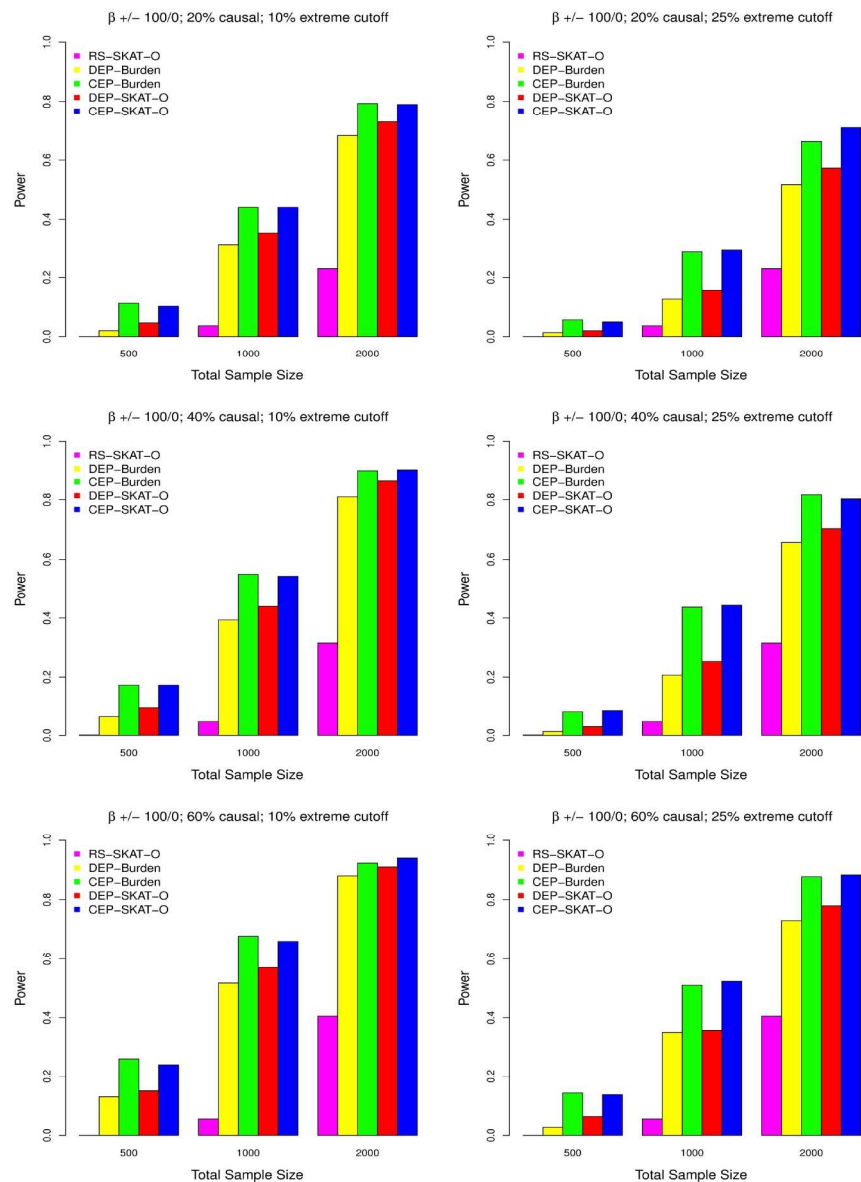 β +/− 100/0; 20% causal; 10% extreme cutoff
1.0
0.8
0.6
0.4
0.2
0.0
Power
RS−SKAT−O
DEP−Burden
CEP−Burden
DEP−SKAT−O
CEP−SKAT−O
500 1000 2000
Total Sample Size
β +/− 100/0; 20% causal; 25% extreme cutoff
1.0
0.8
0.6
0.4
0.2
0.0
Power
RS−SKAT−O
DEP−Burden
CEP−Burden
DEP−SKAT−O
CEP−SKAT−O
500 1000 2000
Total Sample Size
β +/− 100/0; 40% causal; 10% extreme cutoff
1.0
0.8
0.6
0.4
0.2
0.0
Power
RS−SKAT−O
DEP−Burden
CEP−Burden
DEP−SKAT−O
CEP−SKAT−O
500 1000 2000
Total Sample Size
β +/− 100/0; 40% causal; 25% extreme cutoff
1.0
0.8
0.6
0.4
0.2
0.0
Power
RS−SKAT−O
DEP−Burden
CEP−Burden
DEP−SKAT−O
CEP−SKAT−O
500 1000 2000
Total Sample Size
β +/− 100/0; 60% causal; 10% extreme cutoff
1.0
0.8
0.6
0.4
0.2
0.0
Power
RS−SKAT−O
DEP−Burden
CEP−Burden
DEP−SKAT−O
CEP−SKAT−O
500 1000 2000
Total Sample Size
β +/− 100/0; 60% causal; 25% extreme cutoff
1.0
0.8
0.6
0.4
0.2
0.0
Power
RS−SKAT−O
DEP−Burden
CEP−Burden
DEP−SKAT−O
CEP−SKAT−O
500 1000 2000
Total Sample Size